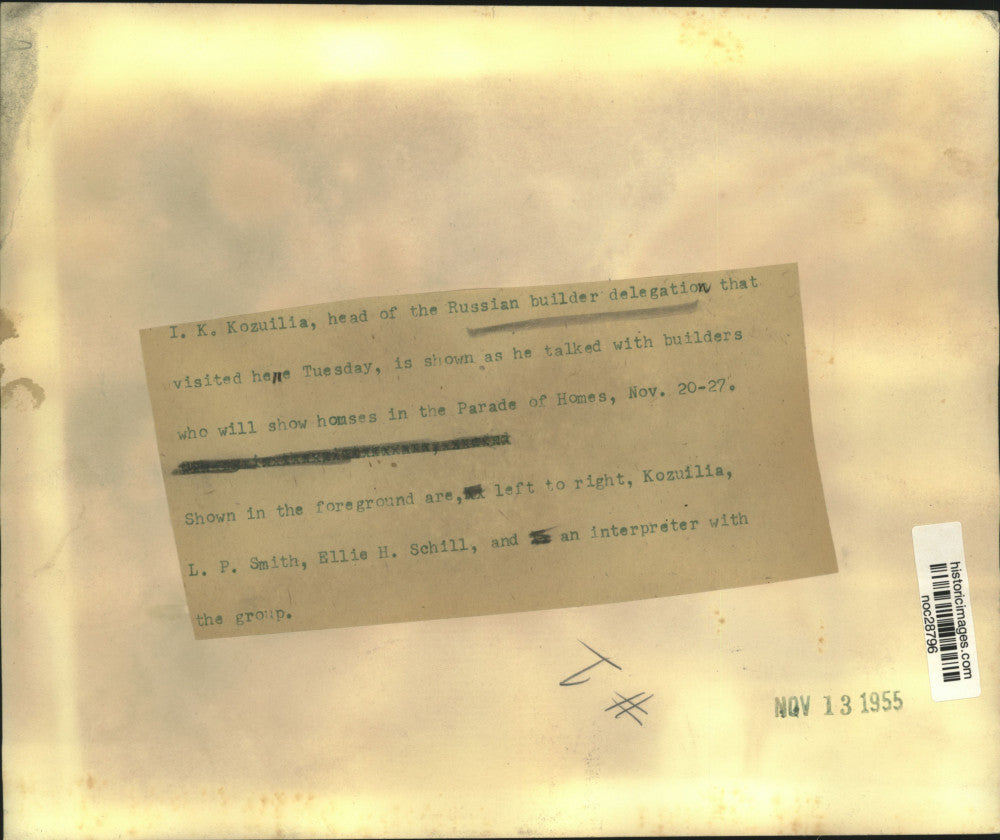 I. K. Kozuilia, head of the Russian builder delegation that
visited here Tuesday, is shown as he talked with builders
who will show homses in the Parade of Homes, Nov. 20-27.
Shown in the foreground are, left to right, Kozuilia,
L. P. Smith, Ellie H. Schill, and an interpreter with
the group.
historicimages.com
noc28796
NOV 13 1955